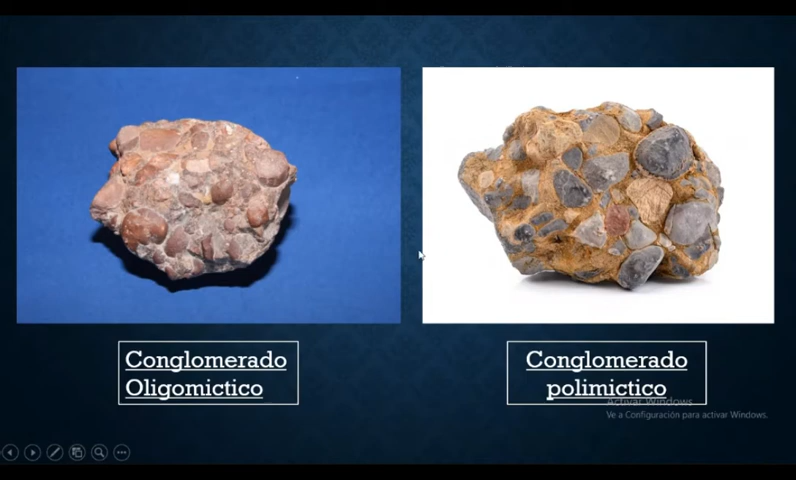 Conglomerado
Oligomictico
Conglomerado
polimictico
Activar Windows
Ve a Configuración para activar Windows.